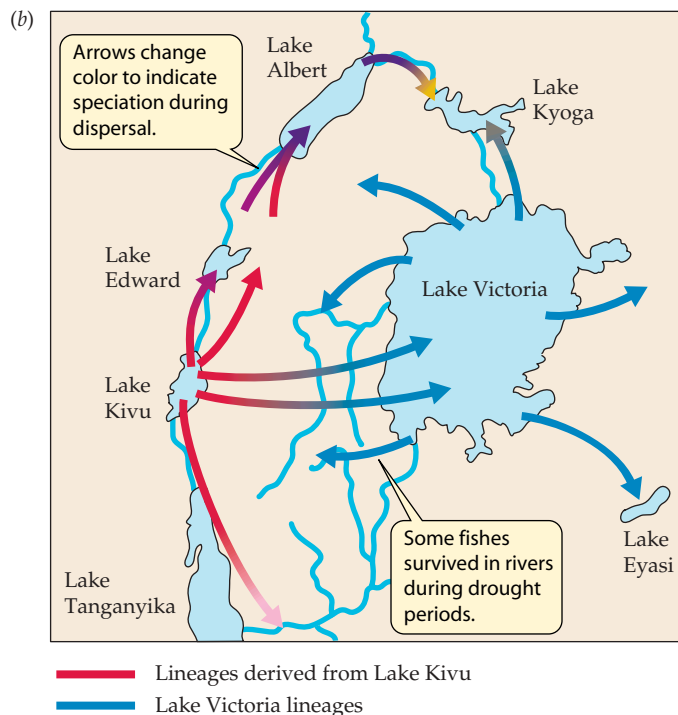 (b)
Arrows change
color to indicate
speciation during
dispersal.
Lake
Albert
Lake
Kyoga
Lake
Edward
Lake Victoria
Lake
Kivu
Some fishes
survived in rivers
during drought
periods.
Lake
Eyasi
Lake
Tanganyika
Lineages derived from Lake Kivu
Lake Victoria lineages